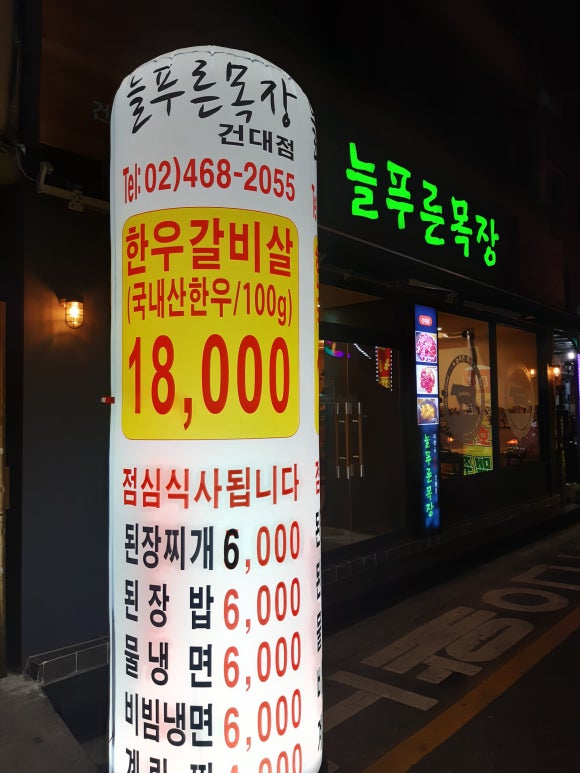 늘푸른목장
건대점
Tel: 02)468-2055
한우갈비살
(국내산한우/100g)
18,000
점심식사됩니다
된장찌개 6,000
된장밥 6,000
물냉면 6,000
비빔냉면 6,000
늘푸른목장
늘푸른목장